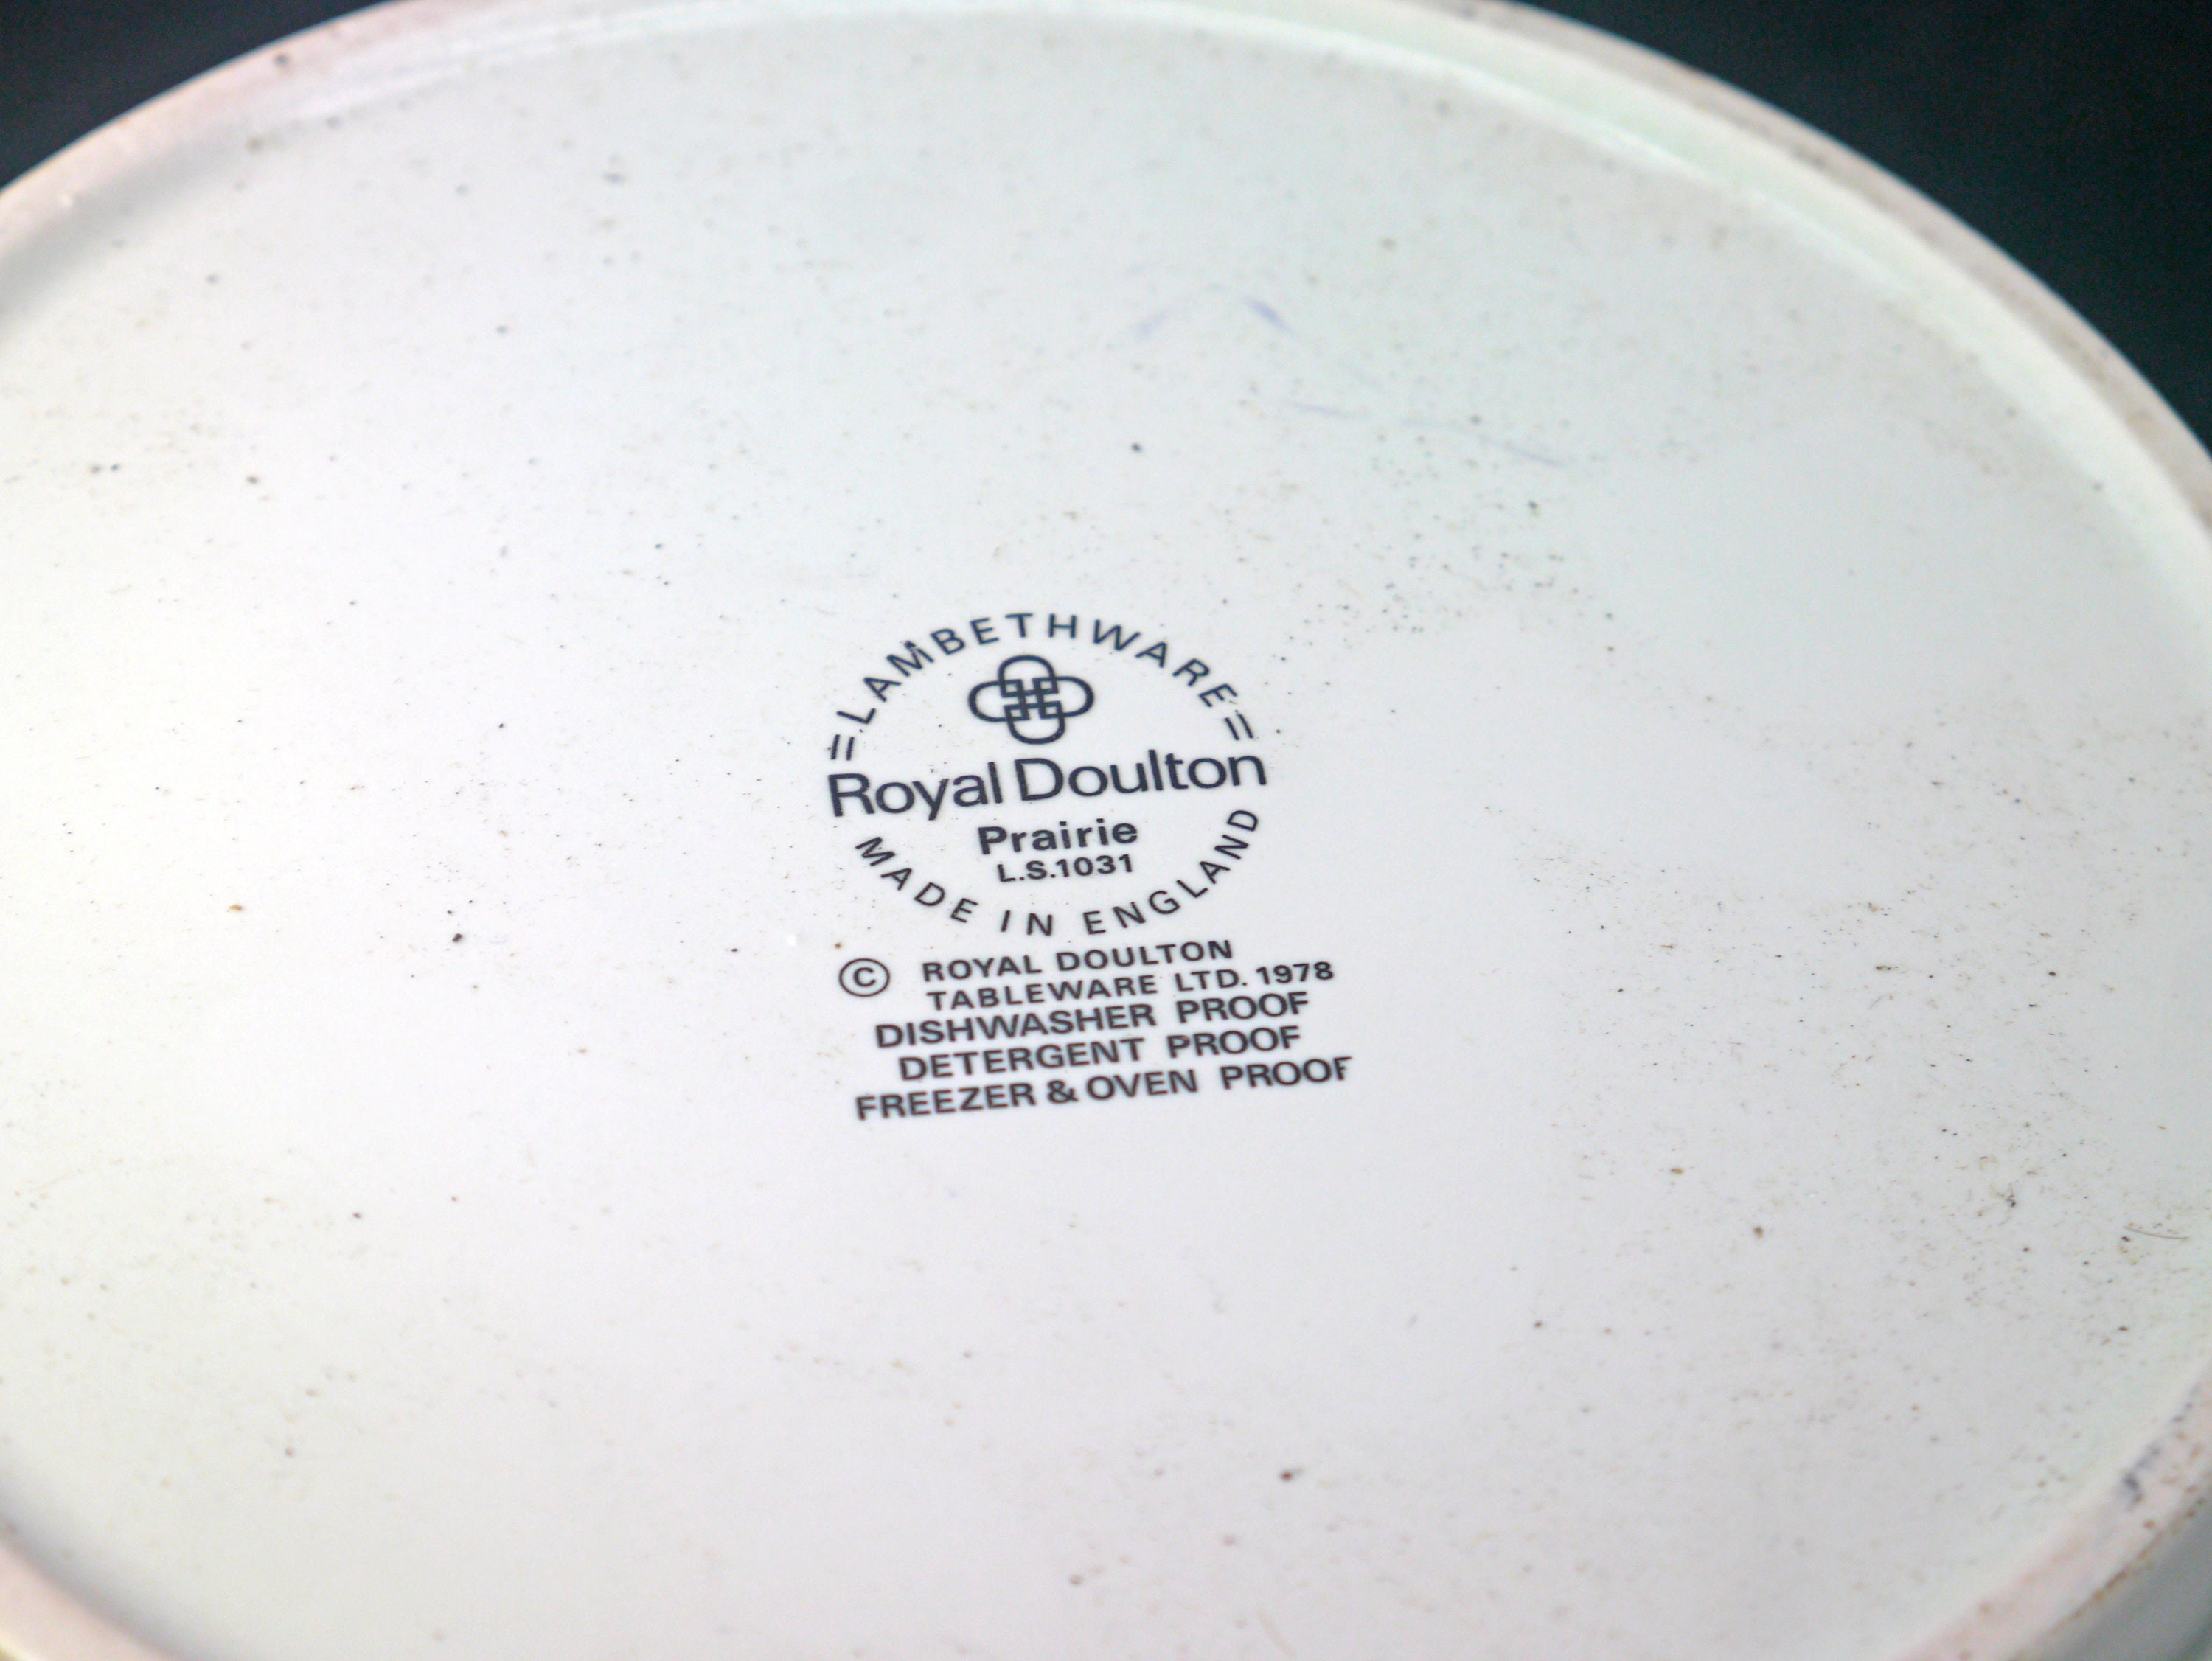 =LAMBETHWARE=
Royal Doulton
Prairie
L.S.1031
MADE IN ENGLAND
© ROYAL DOULTON
TABLEWARE LTD. 1978
DISHWASHER PROOF
DETERGENT PROOF
FREEZER & OVEN PROOF